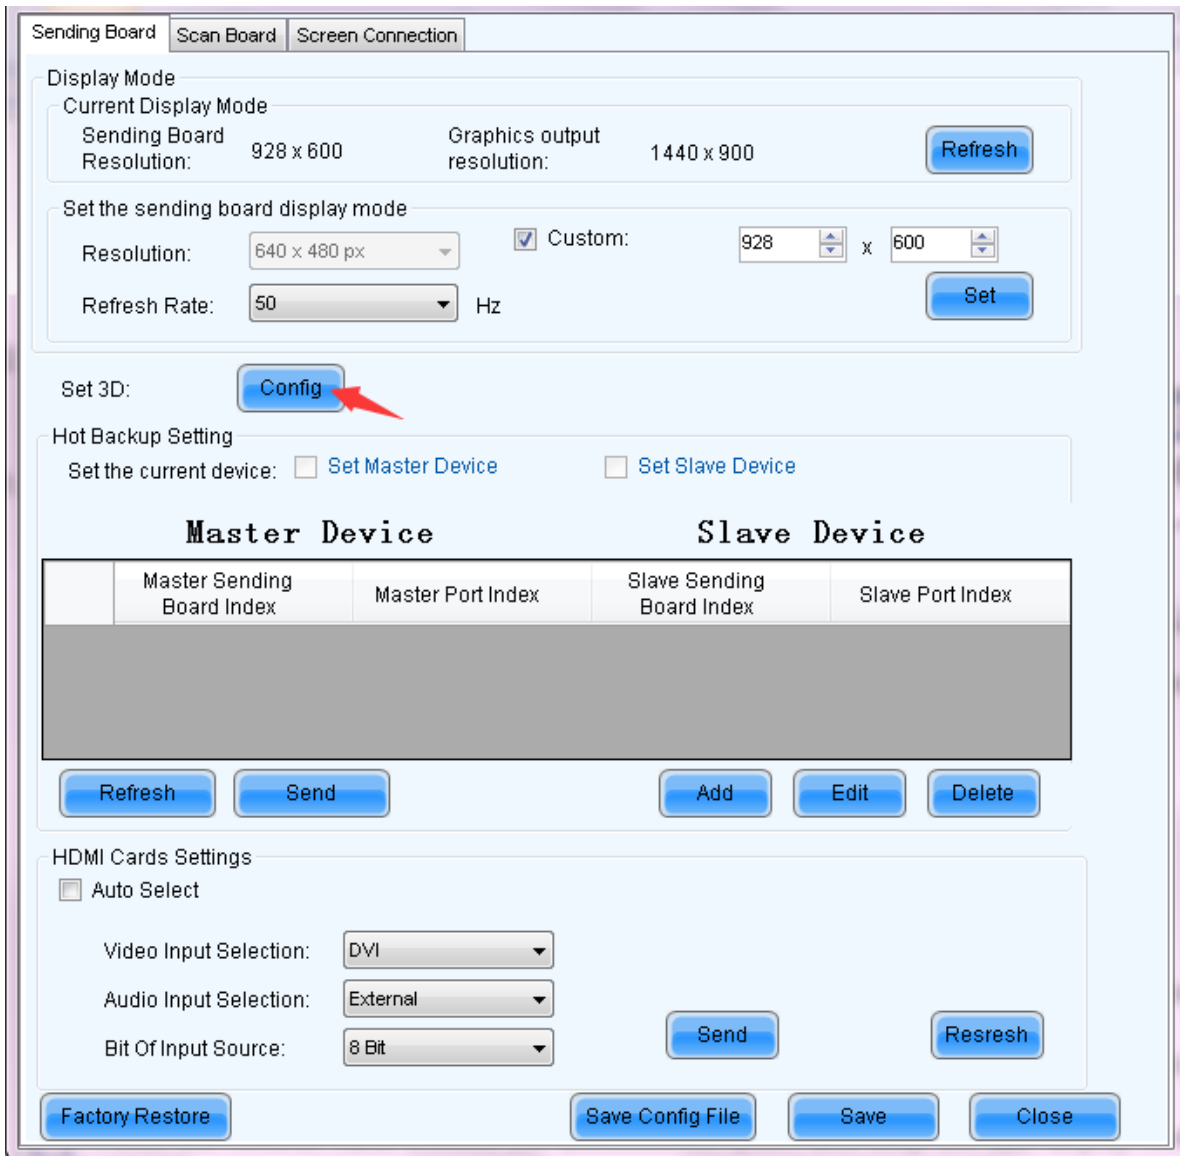 Sending Board Scan Board Screen Connection
Display Mode
Current Display Mode
Sending Board Resolution: 928 x 600 Graphics output resolution: 1440 x 900 Refresh
Set the sending board display mode
Resolution: 640 x 480 px Custom: 928 x 600
Set
Refresh Rate: 50 Hz
Set 3D: Config
Hot Backup Setting
Set the current device: Set Master Device Set Slave Device
Master Device Slave Device
Master Sending Board Index Master Port Index Slave Sending Board Index Slave Port Index
Refresh Send Add Edit Delete
HDMI Cards Settings
Auto Select
Video Input Selection: DVI
Audio Input Selection: External
Bit Of Input Source: 8 Bit Send Resresh
Factory Restore Save Config File Save Close